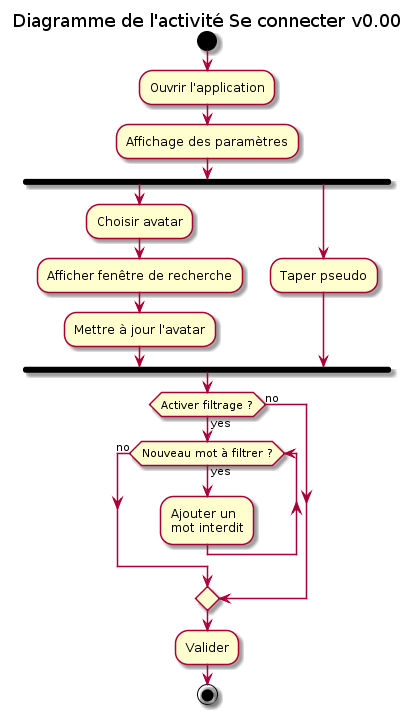 Diagramme de l'activité Se connecter v0.00
Ouvrir l'application
Affichage des paramètres
Choisir avatar
Afficher fenêtre de recherche
Taper pseudo
Mettre à jour l'avatar
Activer filtrage ?
no
yes
no
Nouveau mot à filtrer ?
yes
Ajouter un
mot interdit
Valider